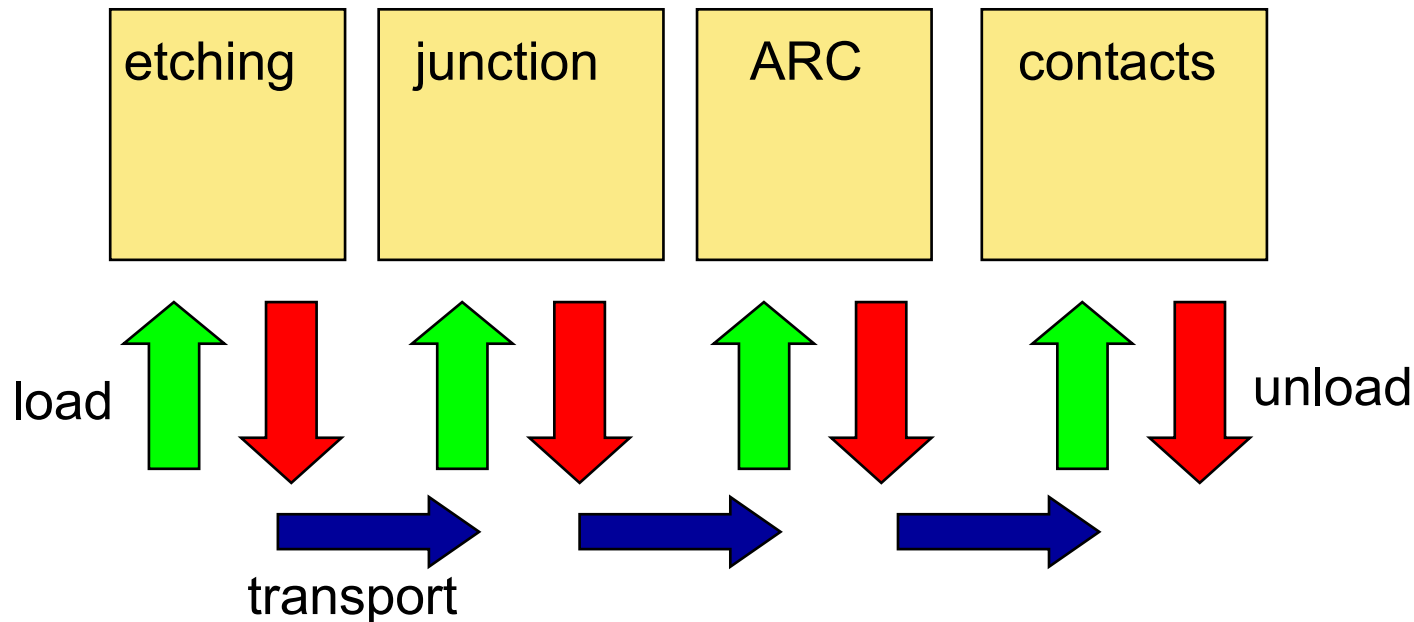 etching
junction
ARC
contacts
load
unload
transport